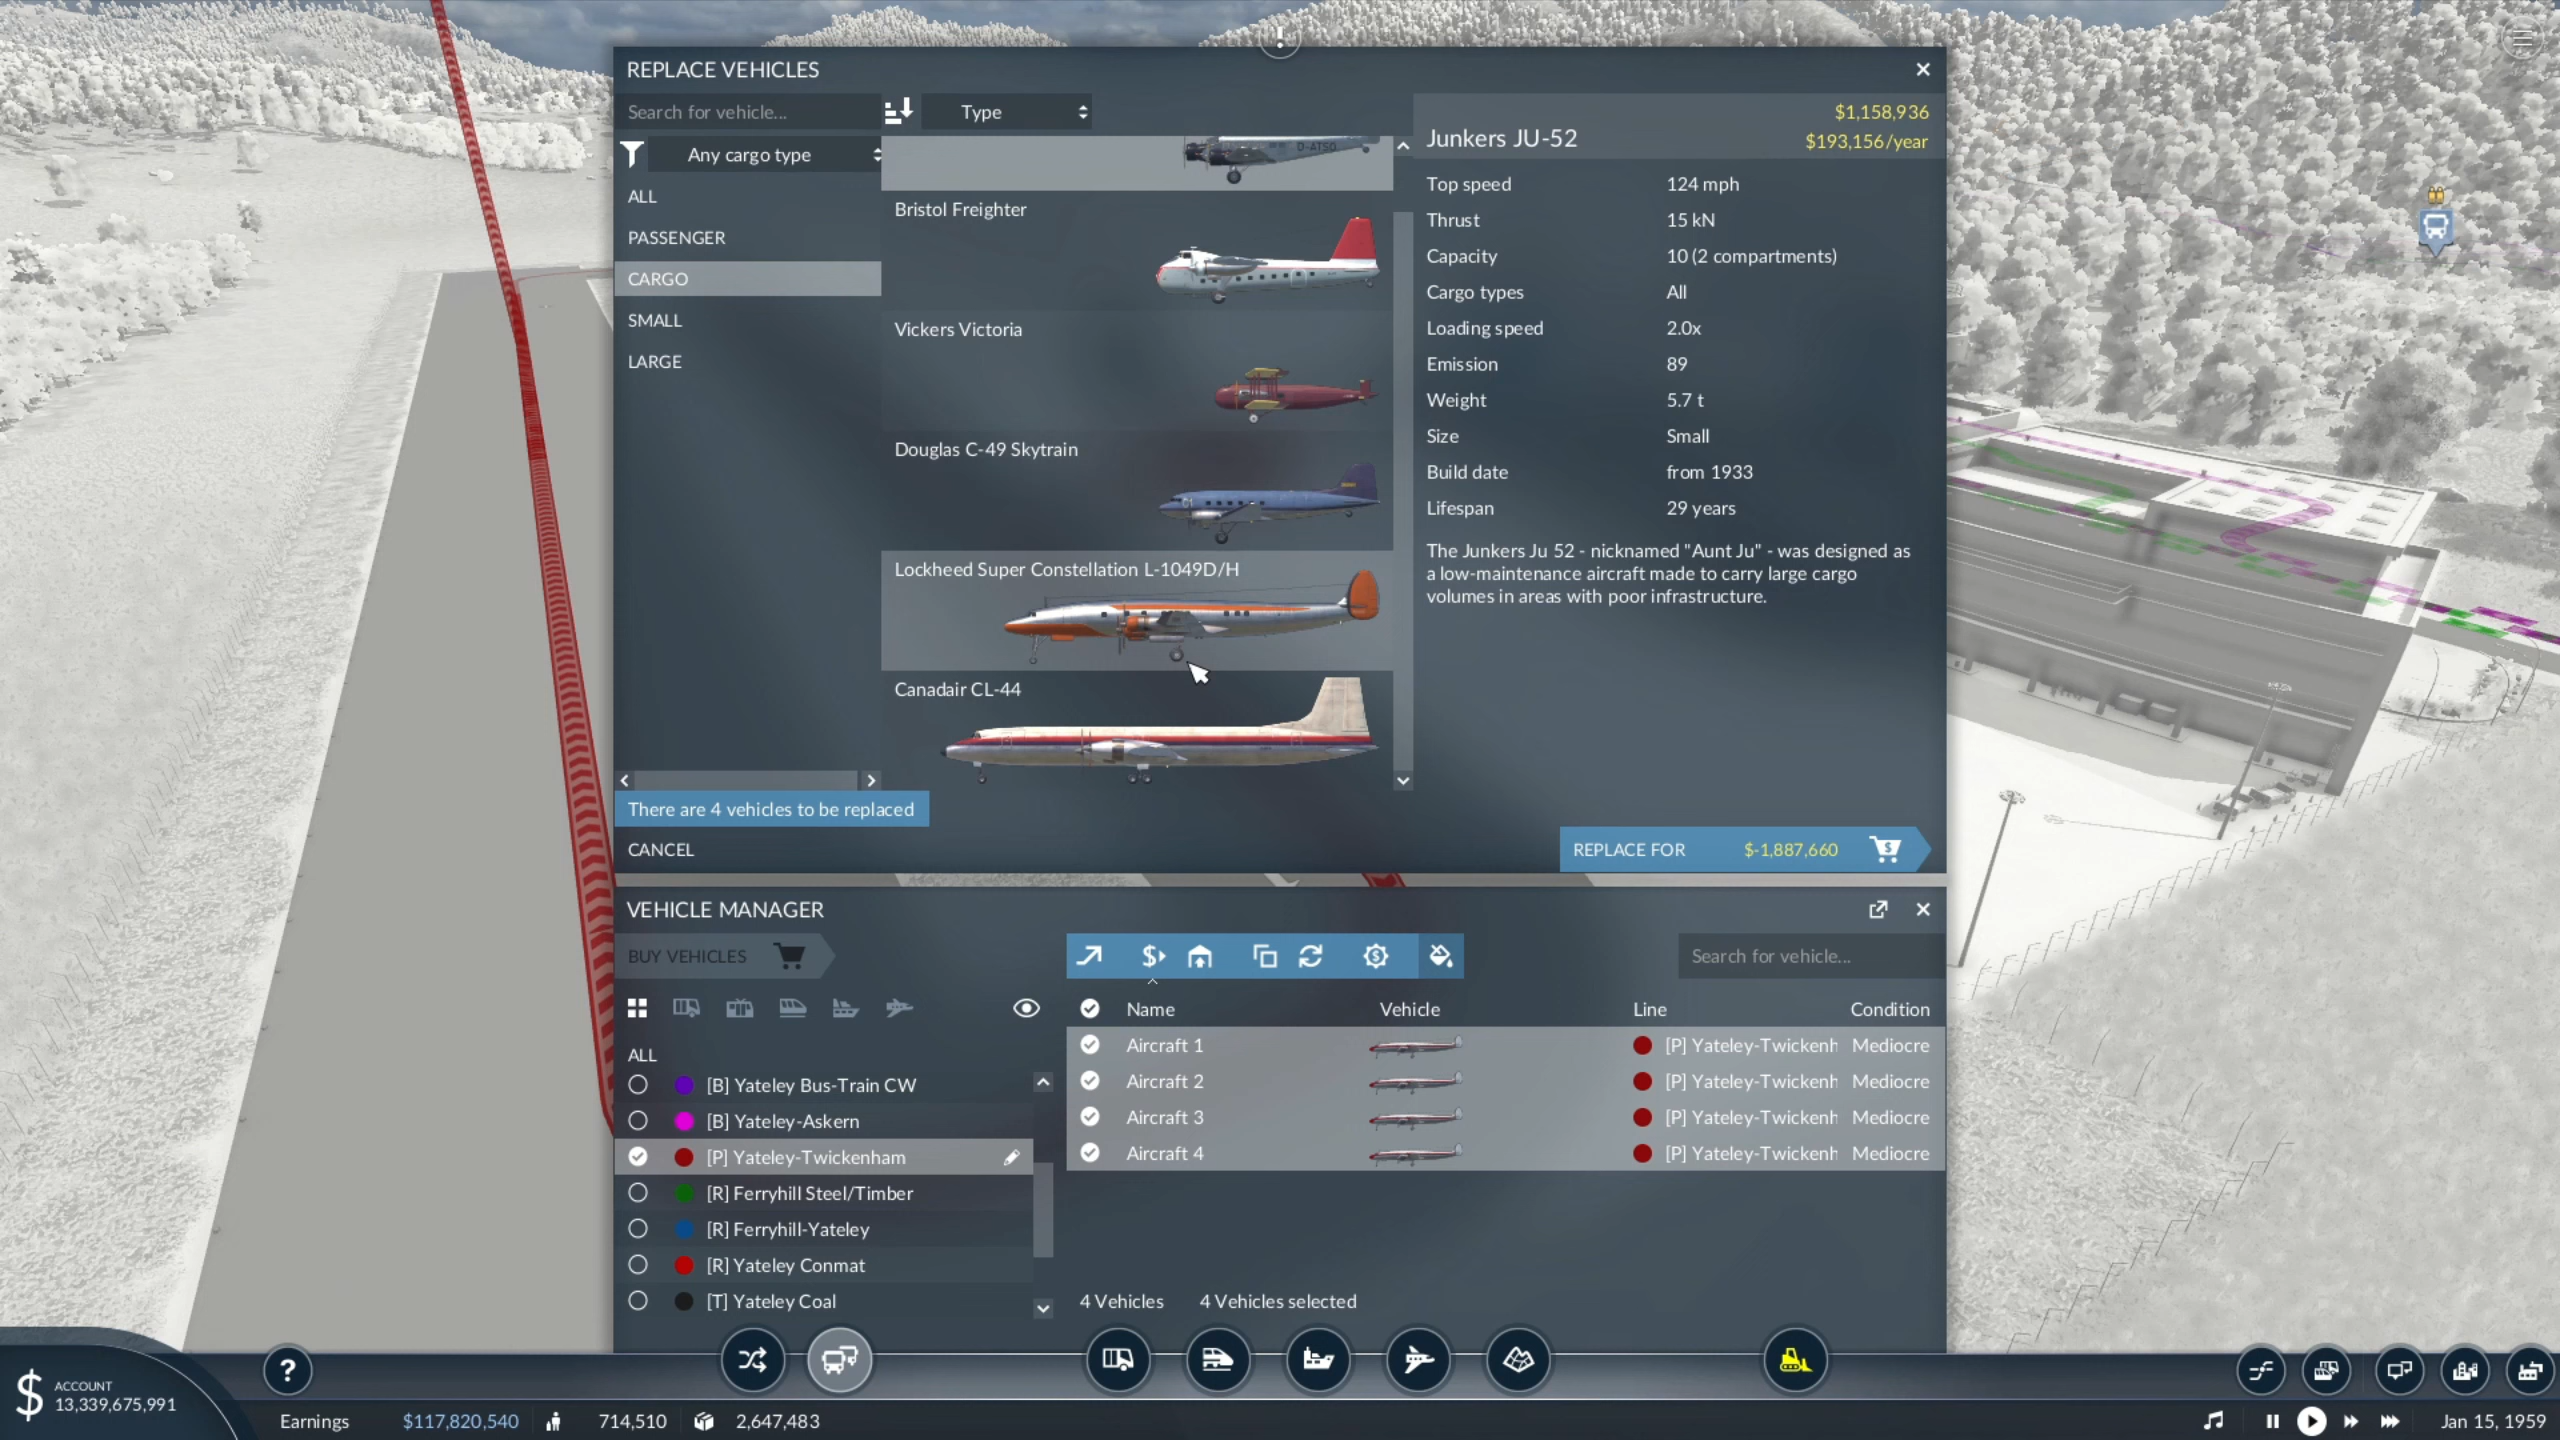 REPLACE VEHICLES
Search for vehicle...
Type
Any cargo type
ALL
PASSENGER
CARGO
SMALL
LARGE
D-ATSO
Bristol Freighter
Vickers Victoria
Douglas C-49 Skytrain
Lockheed Super Constellation L-1049D/H
Canadair CL-44
Junkers JU-52
$1,158,936
$193,156/year
Top speed 124 mph
Thrust 15 kN
Capacity 10 (2 compartments)
Cargo types All
Loading speed 2.0x
Emission 89
Weight 5.7 t
Size Small
Build date from 1933
Lifespan 29 years
The Junkers Ju 52 - nicknamed "Aunt Ju" - was designed as
a low-maintenance aircraft made to carry large cargo
volumes in areas with poor infrastructure.
There are 4 vehicles to be replaced
CANCEL
REPLACE FOR $-1,887,660
VEHICLE MANAGER
BUY VEHICLES
Search for vehicle...
ALL
[B] Yateley Bus-Train CW
[B] Yateley-Askern
[P] Yateley-Twickenham
[R] Ferryhill Steel/Timber
[R] Ferryhill-Yateley
[R] Yateley Conmat
[T] Yateley Coal
Name Vehicle Line Condition
Aircraft 1 [P] Yateley-Twickenh Mediocre
Aircraft 2 [P] Yateley-Twickenh Mediocre
Aircraft 3 [P] Yateley-Twickenh Mediocre
Aircraft 4 [P] Yateley-Twickenh Mediocre
4 Vehicles 4 Vehicles selected
$ ACCOUNT
13,339,675,991
?
Earnings $117,820,540 714,510 2,647,483
Jan 15, 1959